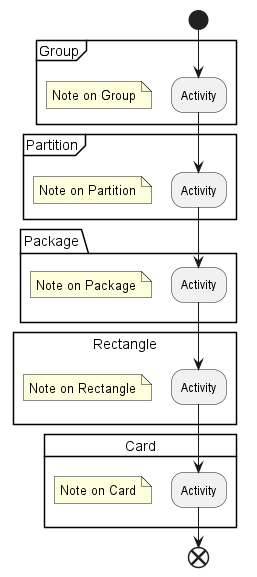 Group
Note on Group
Activity
Partition
Note on Partition
Activity
Package
Note on Package
Activity
Rectangle
Note on Rectangle
Activity
Card
Note on Card
Activity